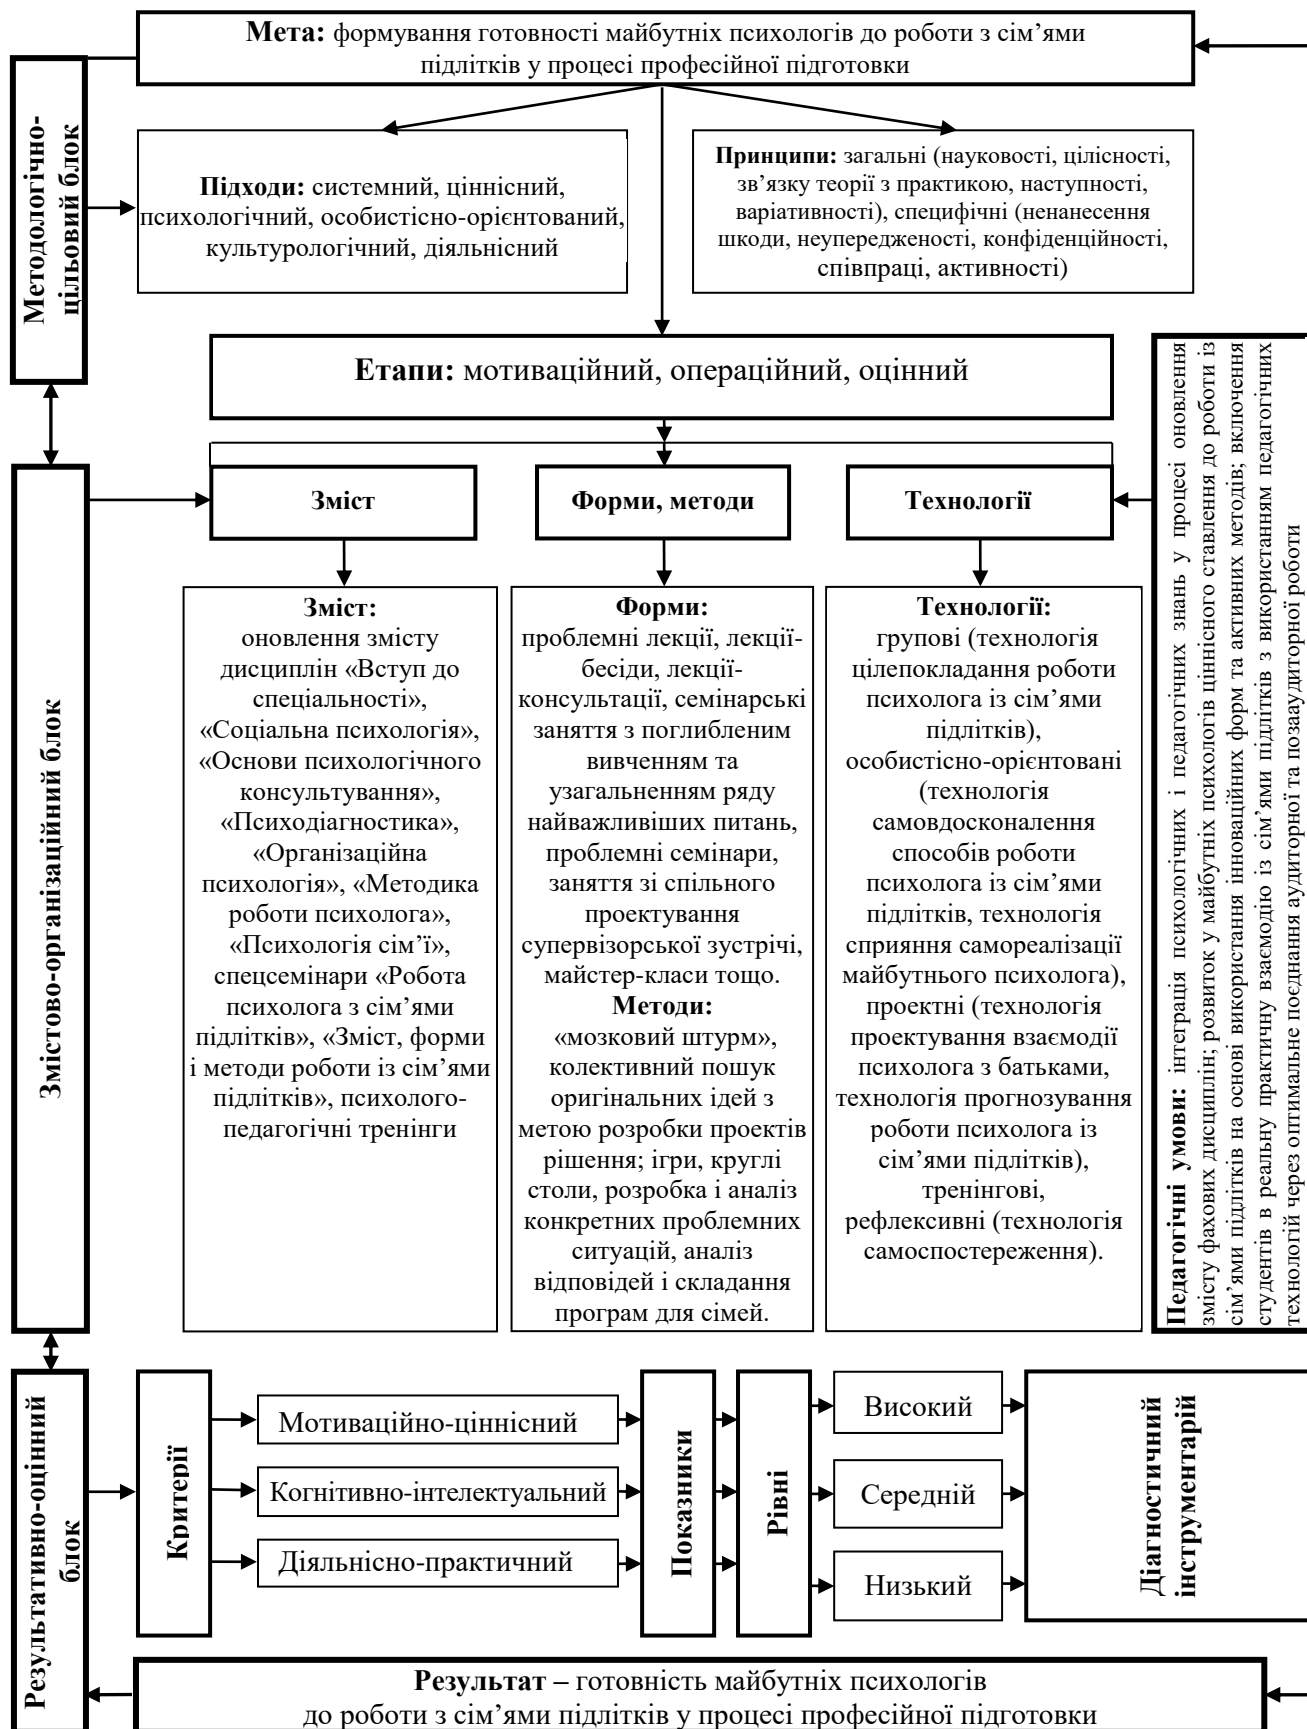 Мета: формування готовності майбутніх психологів до роботи з сім’ями
підлітків у процесі професійної підготовки
Методологічно-
цільовий блок
Підходи: системний, ціннісний,
психологічний, особистісно-орієнтований,
культурологічний, діяльнісний
Принципи: загальні (науковості, цілісності,
зв’язку теорії з практикою, наступності,
варіативності), специфічні (ненанесення
шкоди, неупередженості, конфіденційності,
співпраці, активності)
Етапи: мотиваційний, операційний, оцінний
Змістово-організаційний блок
Зміст
Форми, методи
Технології
Зміст:
оновлення змісту
дисциплін «Вступ до
спеціальності»,
«Соціальна психологія»,
«Основи психологічного
консультування»,
«Психодіагностика»,
«Організаційна
психологія», «Методика
роботи психолога»,
«Психологія сім’ї»,
спецсемінари «Робота
психолога з сім’ями
підлітків», «Зміст, форми
і методи роботи із сім’ями
підлітків», психолого-
педагогічні тренінги
Форми:
проблемні лекції, лекції-
бесіди, лекції-
консультації, семінарські
заняття з поглибленим
вивченням та
узагальненням ряду
найважливіших питань,
проблемні семінари,
заняття зі спільного
проектування
супервізорської зустрічі,
майстер-класи тощо.
Методи:
«мозковий штурм»,
колективний пошук
оригінальних ідей з
метою розробки проектів
рішення; ігри, круглі
столи, розробка і аналіз
конкретних проблемних
ситуацій, аналіз
відповідей і складання
програм для сімей.
Технології:
групові (технологія
цілепокладання роботи
психолога із сім’ями
підлітків),
особистісно-орієнтовані
(технологія
самовдосконалення
способів роботи
психолога із сім’ями
підлітків, технологія
сприяння самореалізації
майбутнього психолога),
проектні (технологія
проектування взаємодії
психолога з батьками,
технологія прогнозування
роботи психолога із
сім’ями підлітків),
тренінгові,
рефлексивні (технологія
самоспостереження).
Педагогічні умови: інтеграція психологічних і педагогічних знань у процесі оновлення
змісту фахових дисциплін; розвиток у майбутніх психологів ціннісного ставлення до роботи із
сім’ями підлітків на основі використання інноваційних форм та активних методів; включення
студентів в реальну практичну взаємодію із сім’ями підлітків з використанням педагогічних
технологій через оптимальне поєднання аудиторної та позааудиторної роботи
Результативно-оцінний
блок
Критерії
Мотиваційно-ціннісний
Когнітивно-інтелектуальний
Діяльнісно-практичний
Показники
Рівні
Високий
Середній
Низький
Діагностичний
інструментарій
Результат – готовність майбутніх психологів
до роботи з сім’ями підлітків у процесі професійної підготовки